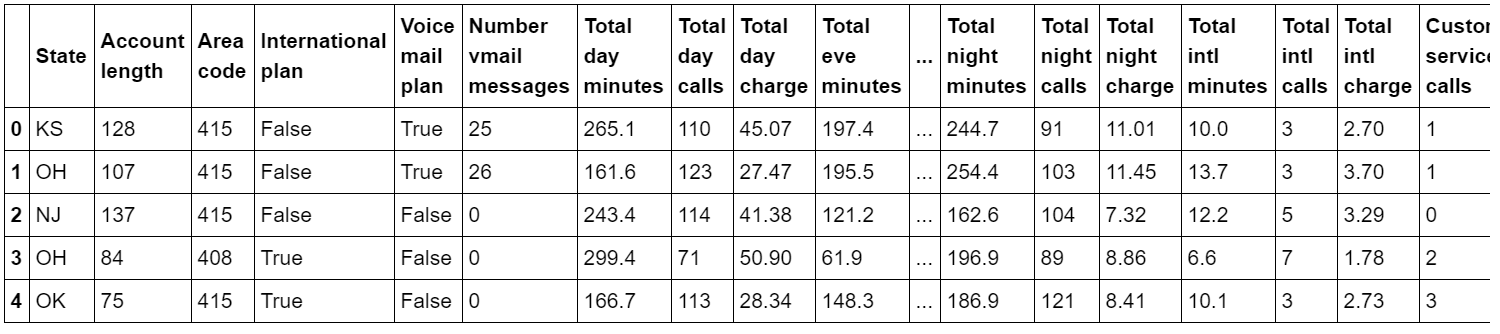 State Account length Area code International plan Voice mail plan Number vmail messages Total day minutes Total day calls Total day charge Total eve minutes ... Total night minutes Total night calls Total night charge Total intl minutes Total intl calls Total intl charge service calls
0 KS 128 415 False True 25 265.1 110 45.07 197.4 ... 244.7 91 11.01 10.0 3 2.70 1
1 OH 107 415 False True 26 161.6 123 27.47 195.5 ... 254.4 103 11.45 13.7 3 3.70 1
2 NJ 137 415 False False 0 243.4 114 41.38 121.2 ... 162.6 104 7.32 12.2 5 3.29 0
3 OH 84 408 True False 0 299.4 71 50.90 61.9 ... 196.9 89 8.86 6.6 7 1.78 2
4 OK 75 415 True False 0 166.7 113 28.34 148.3 ... 186.9 121 8.41 10.1 3 2.73 3